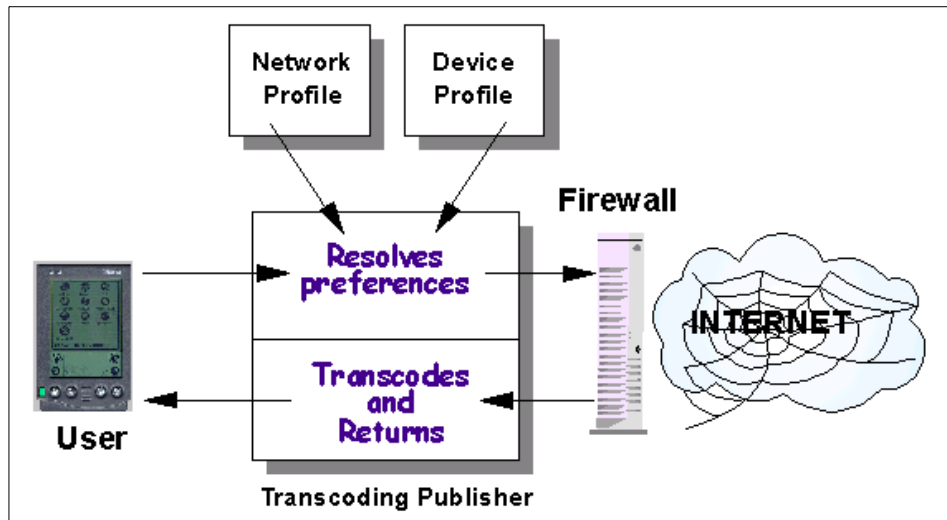 Network
Profile
Device
Profile
Firewall
Resolves
preferences
INTERNET
Transcodes
and
Returns
User
Transcoding Publisher